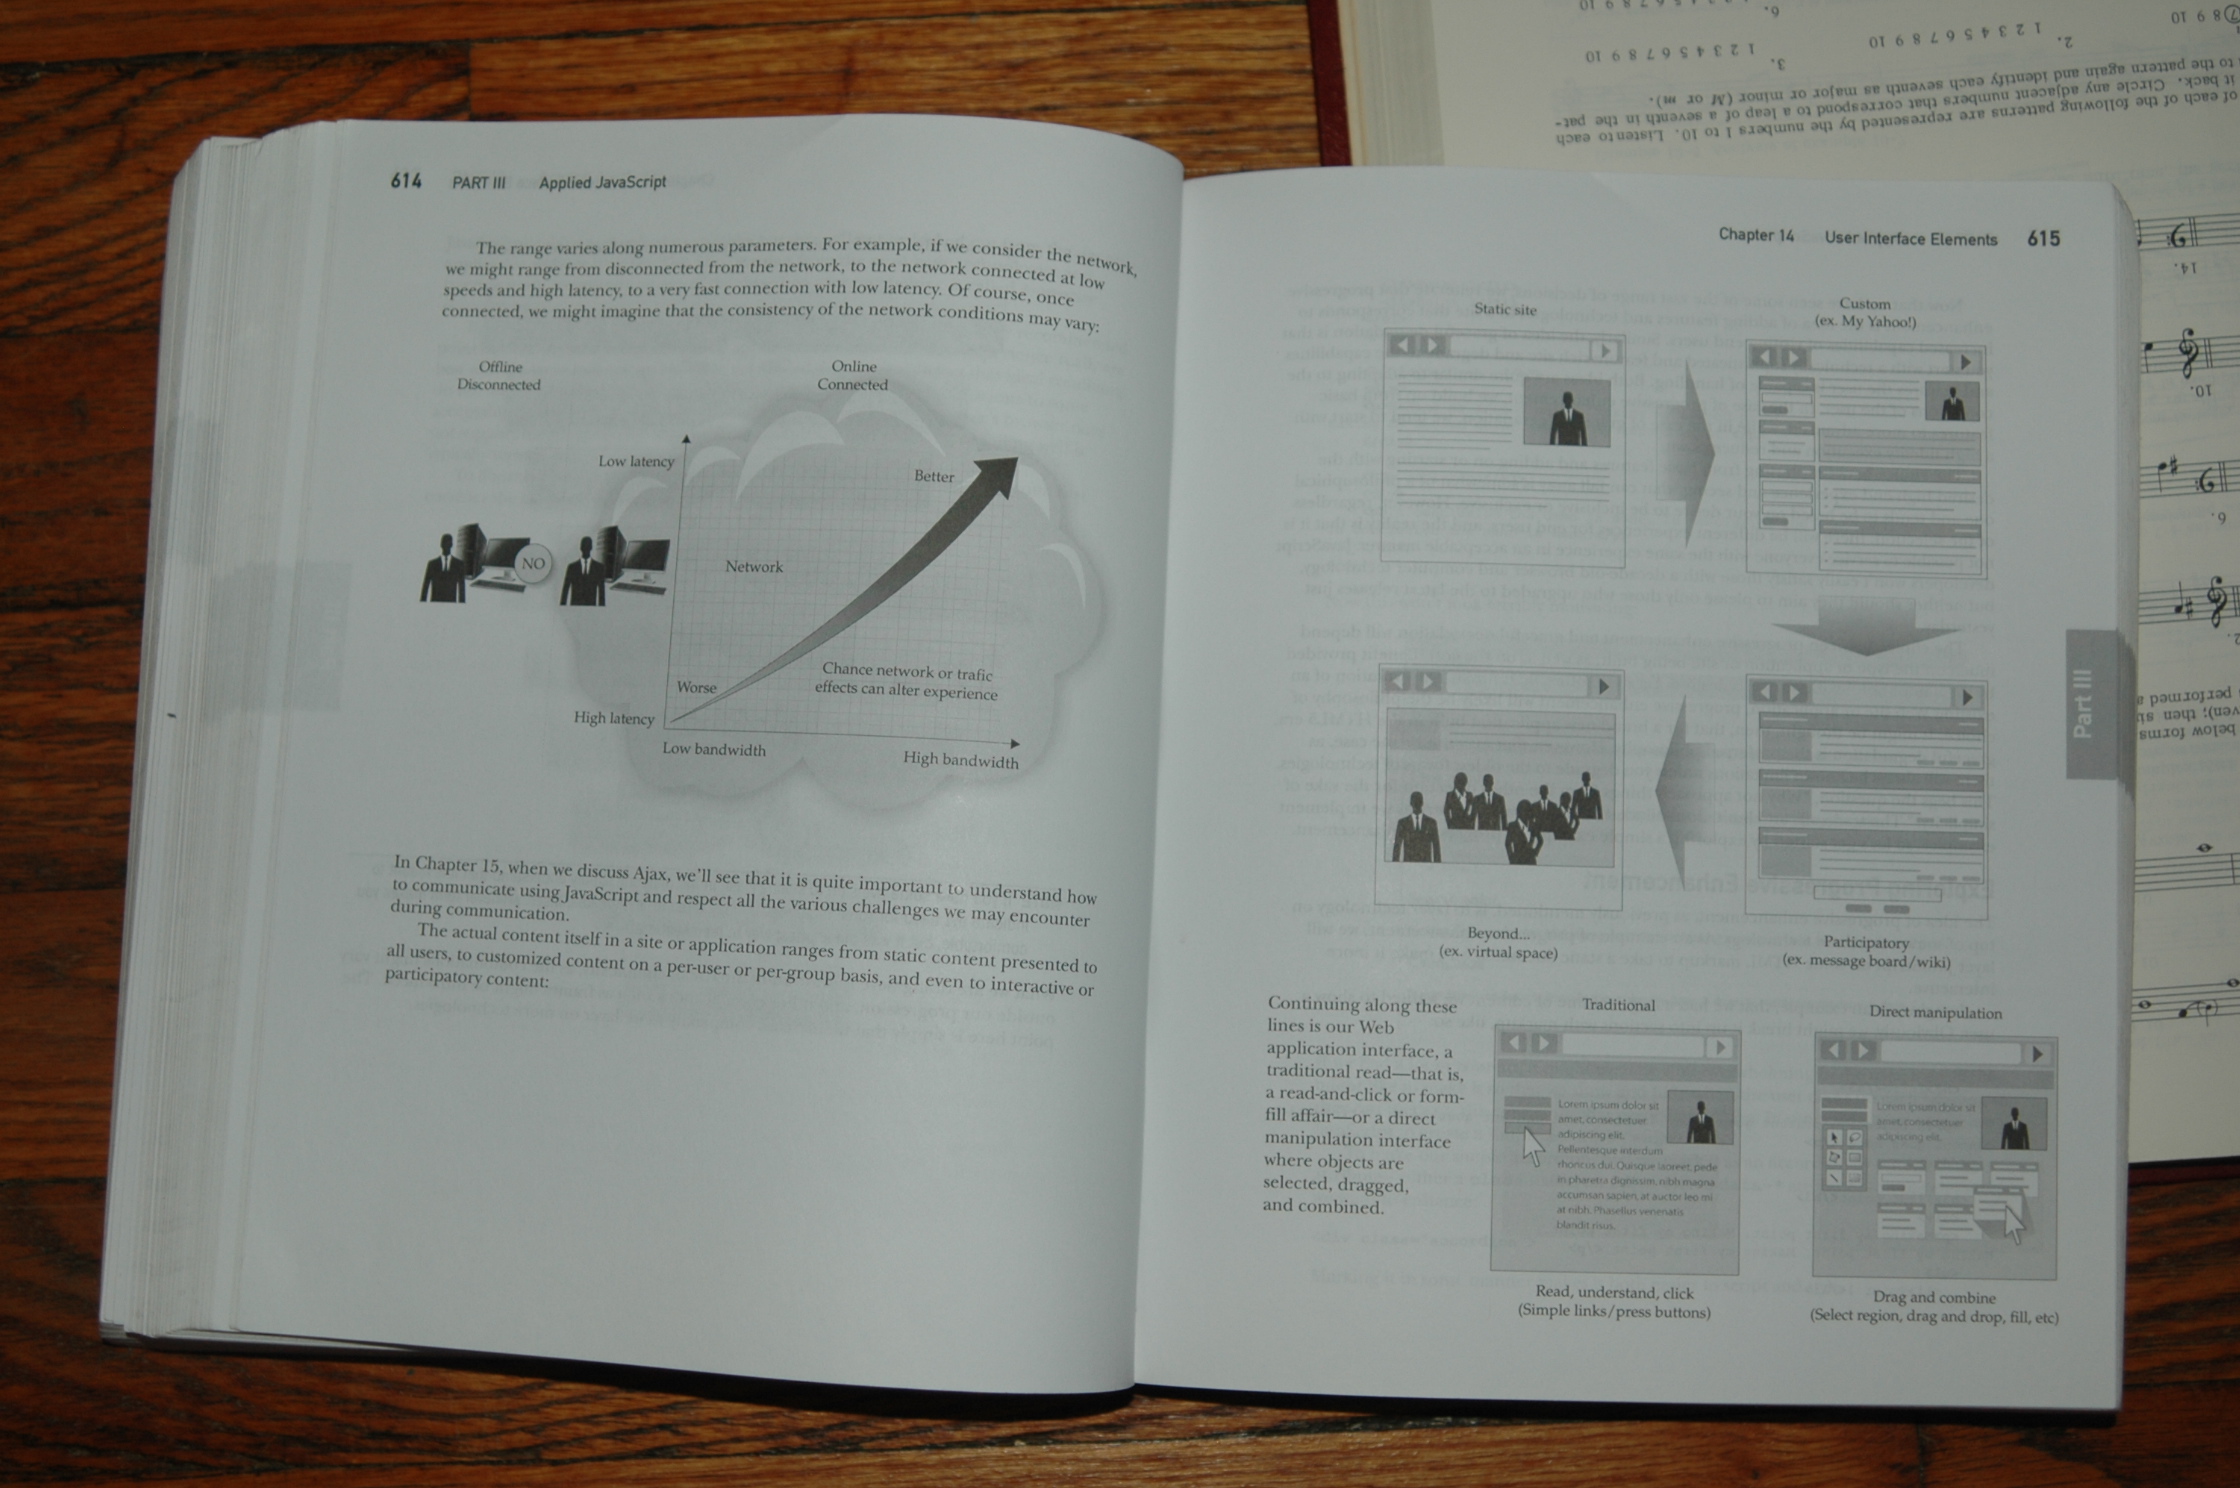 614 PART III Applied JavaScript
The range varies along numerous parameters. For example, if we consider the network,
we might range from disconnected from the network, to the network connected at low
speeds and high latency, to a very fast connection with low latency. Of course, once
connected, we might imagine that the consistency of the network conditions may vary:
Offline
Disconnected
Online
Connected
Low latency
Better
NO
Network
Worse
Chance network or trafic
effects can alter experience
High latency
Low bandwidth
High bandwidth
In Chapter 15, when we discuss Ajax, we'll see that it is quite important to understand how
to communicate using JavaScript and respect all the various challenges we may encounter
during communication.
The actual content itself in a site or application ranges from static content presented to
all users, to customized content on a per-user or per-group basis, and even to interactive or
participatory content:
Chapter 14 User Interface Elements 615
Static site
Custom
(ex. My Yahoo!)
Beyond...
(ex. virtual space)
Participatory
(ex. message board/wiki)
Part III
Continuing along these
lines is our Web
application interface, a
traditional read—that is,
a read-and-click or form-
fill affair—or a direct
manipulation interface
where objects are
selected, dragged,
and combined.
Traditional
Lorem ipsum dolor sit
amet, consectetuer
adipiscing elit.
Pellentesque interdum
rhoncus dui. Quisque laoreet, pede
in pharetra dignissim, nibh magna
accumsan sapien, at auctor leo mi
at nibh. Phasellus venenatis
blandit risus.
Read, understand, click
(Simple links/press buttons)
Direct manipulation
Lorem ipsum dolor sit
amet, consectetuer
adipiscing elit.
Drag and combine
(Select region, drag and drop, fill, etc)
below forms
ven); then
performed
2.
6.
10.
14.
of each of the following patterns are represented by the numbers 1 to 10. Listen to each
it back. Circle any adjacent numbers that correspond to a leap of a seventh in the pat-
to the pattern again and identify each seventh as major or minor (M or m).
7 8 9 10
2. 1 2 3 4 5 6 7 8 9 10
3. 1 2 3 4 5 6 7 8 9 10
6.
7 8 9 10